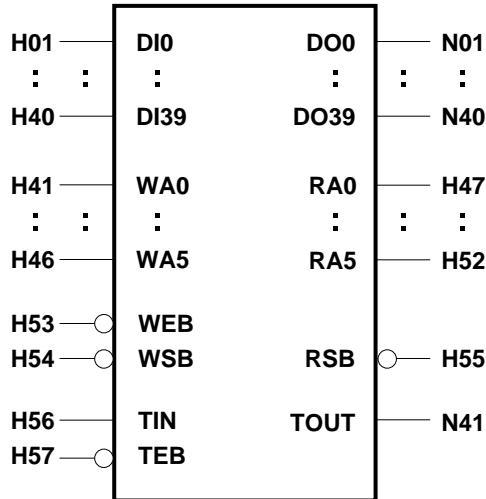 H01 DI0 DO0 N01
: : : : : :
H40 DI39 DO39 N40
H41 WA0 RA0 H47
: : : : : :
H46 WA5 RA5 H52
H53 WEB
H54 WSB RSB H55
H56 TIN TOUT N41
H57 TEB